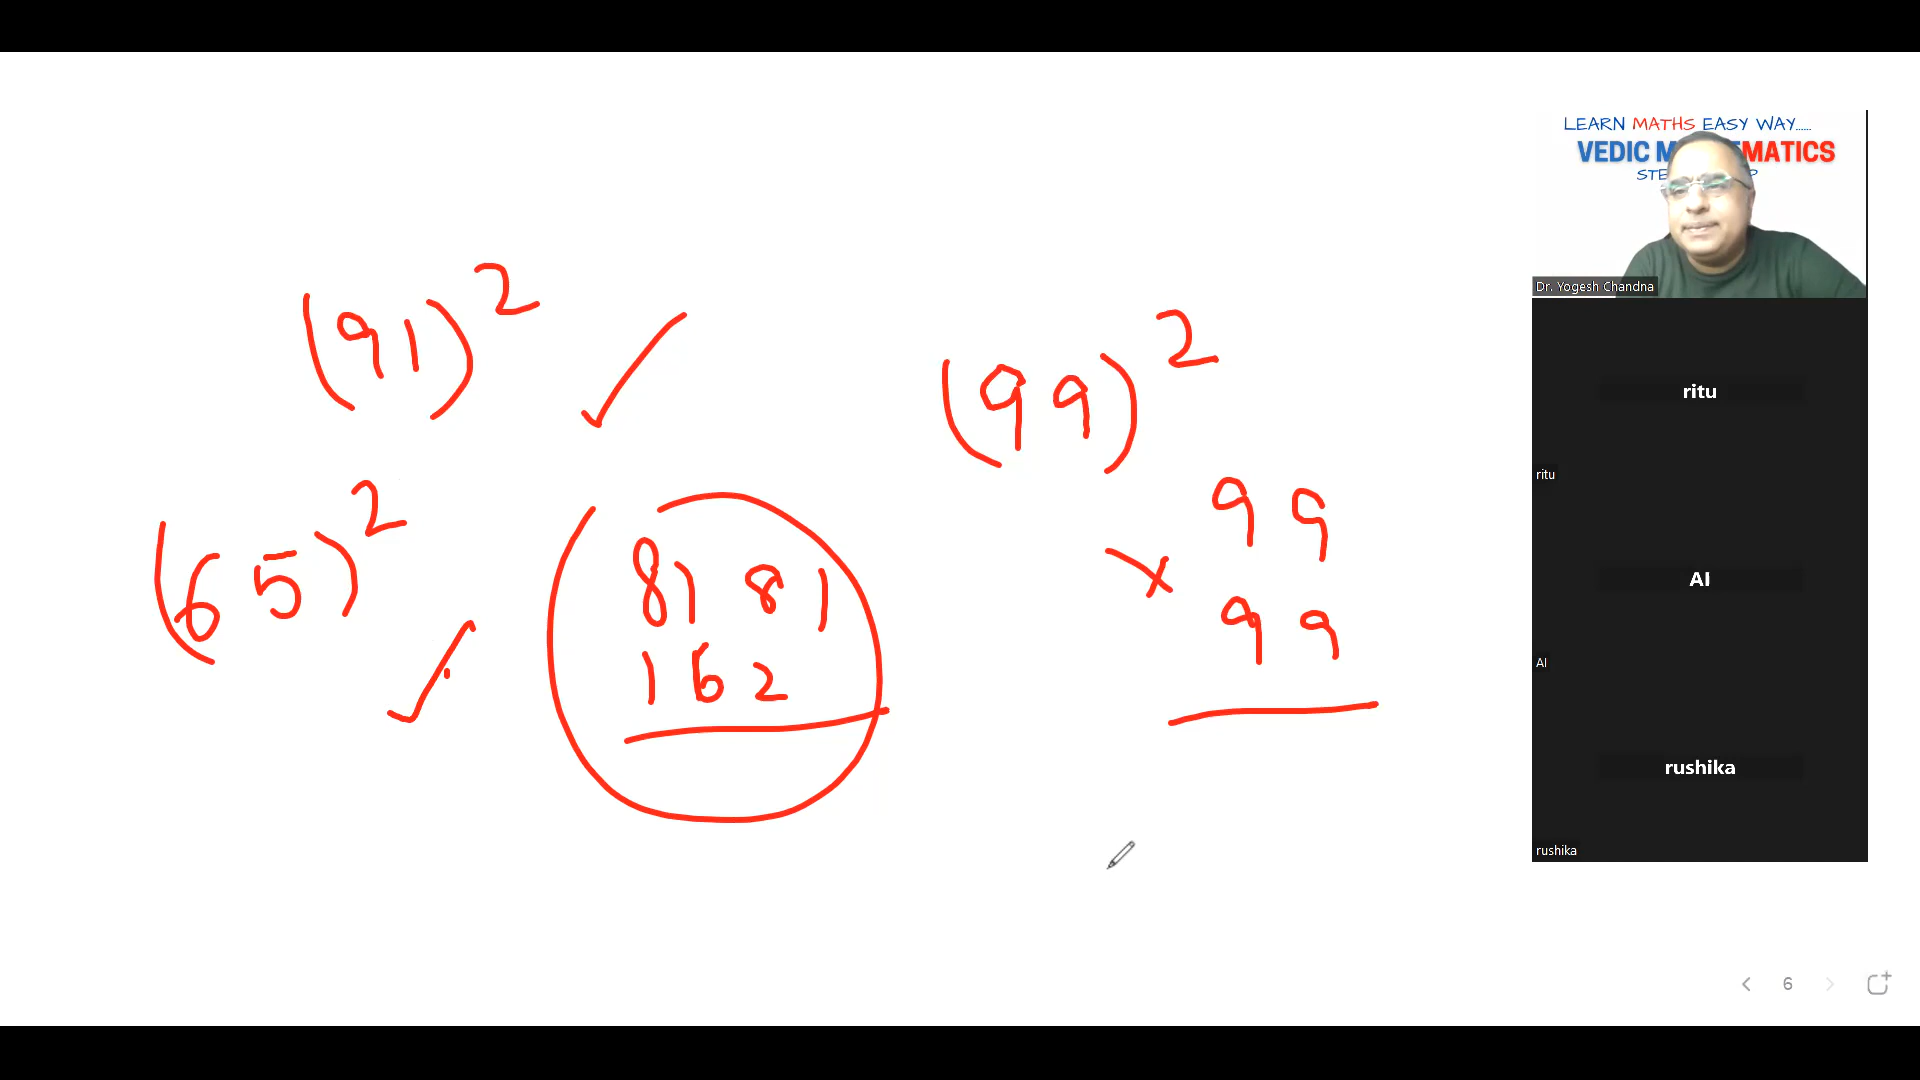 (91)²
(65)²
81 81
162
(99)²
99
×
99
LEARN MATHS EASY WAY.....
VEDIC M MATICS
STE P
Dr. Yogesh Chandna
ritu
ritu
AI
AI
rushika
rushika
6